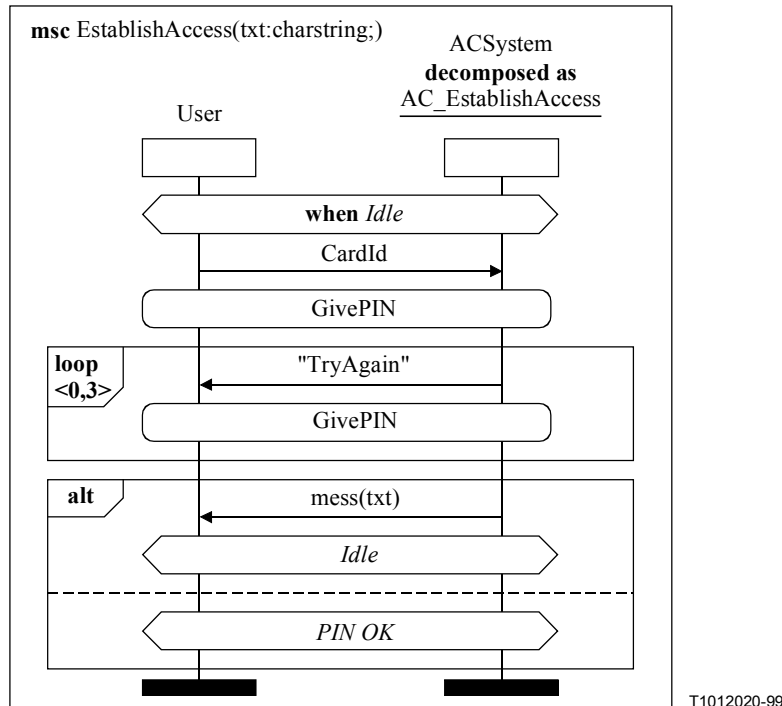 msc EstablishAccess(txt:charstring;)
ACSystem
decomposed as
AC_EstablishAccess
User
when Idle
CardId
GivePIN
loop
<0,3>
"TryAgain"
GivePIN
alt
mess(txt)
Idle
PIN OK
T1012020-99